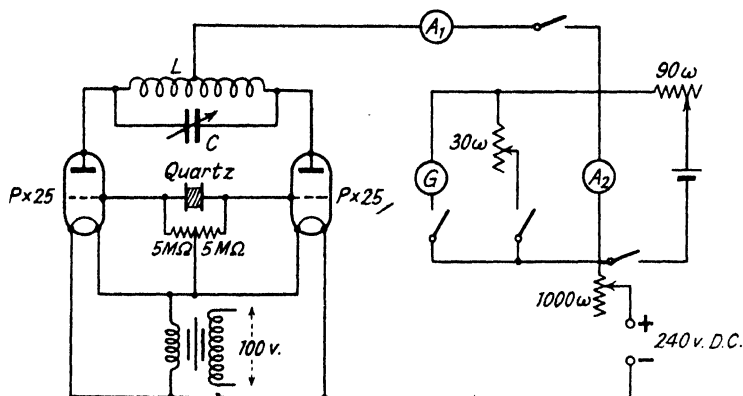 A1
L
90ω
C
30ω
Quartz
G
A2
Px25
Px25
5MΩ 5MΩ
1000ω
+
100 v.
240 v. D.C.
−